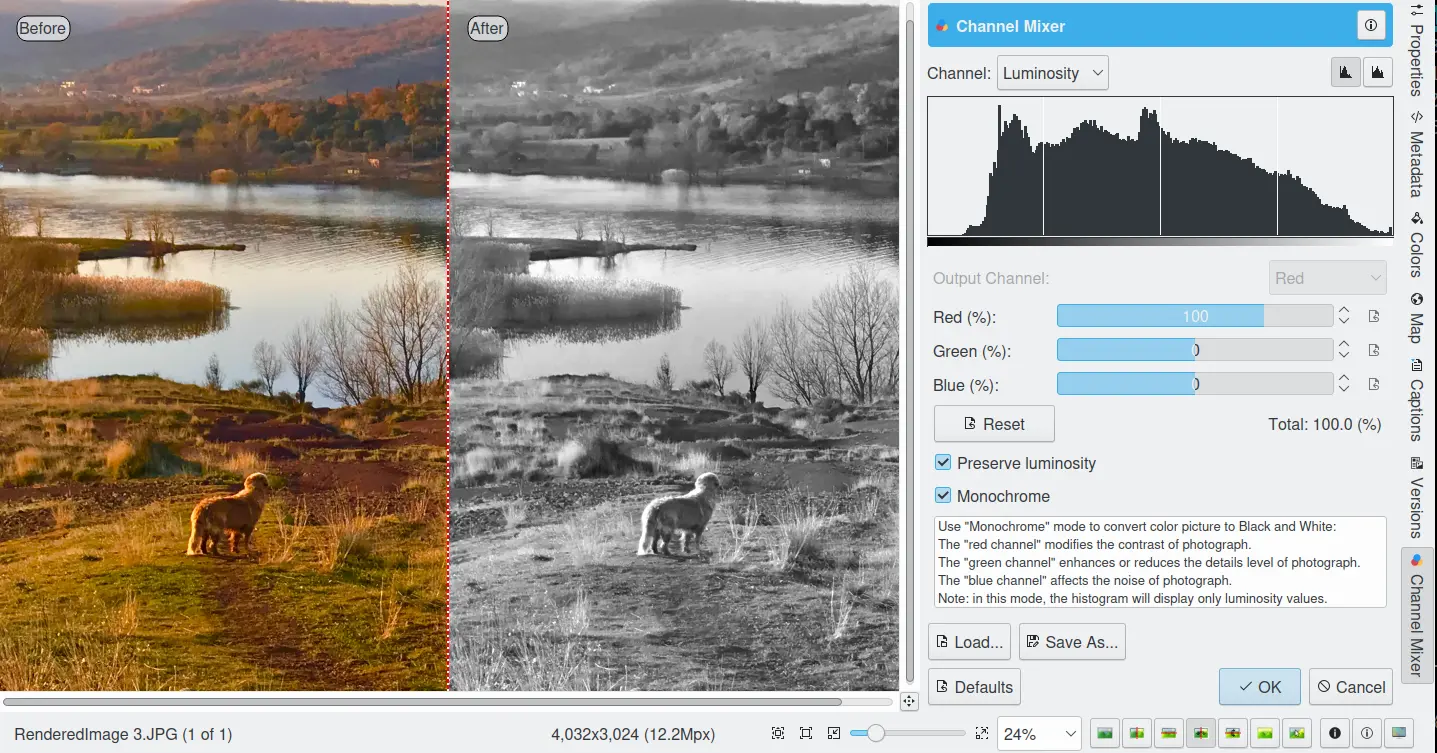 Before
After
Channel Mixer
Channel:
Luminosity
Output Channel:
Red
Red (%):
100
Green (%):
0
Blue (%):
0
Reset
Total: 100.0 (%)
Preserve luminosity
Monochrome
Use "Monochrome" mode to convert color picture to Black and White:
The "red channel" modifies the contrast of photograph.
The "green channel" enhances or reduces the details level of photograph.
The "blue channel" affects the noise of photograph.
Note: in this mode, the histogram will display only luminosity values.
Load...
Save As...
Defaults
OK
Cancel
Properties
Metadata
Colors
Map
Captions
Versions
Channel Mixer
RenderedImage 3.JPG (1 of 1)
4,032x3,024 (12.2Mpx)
24%